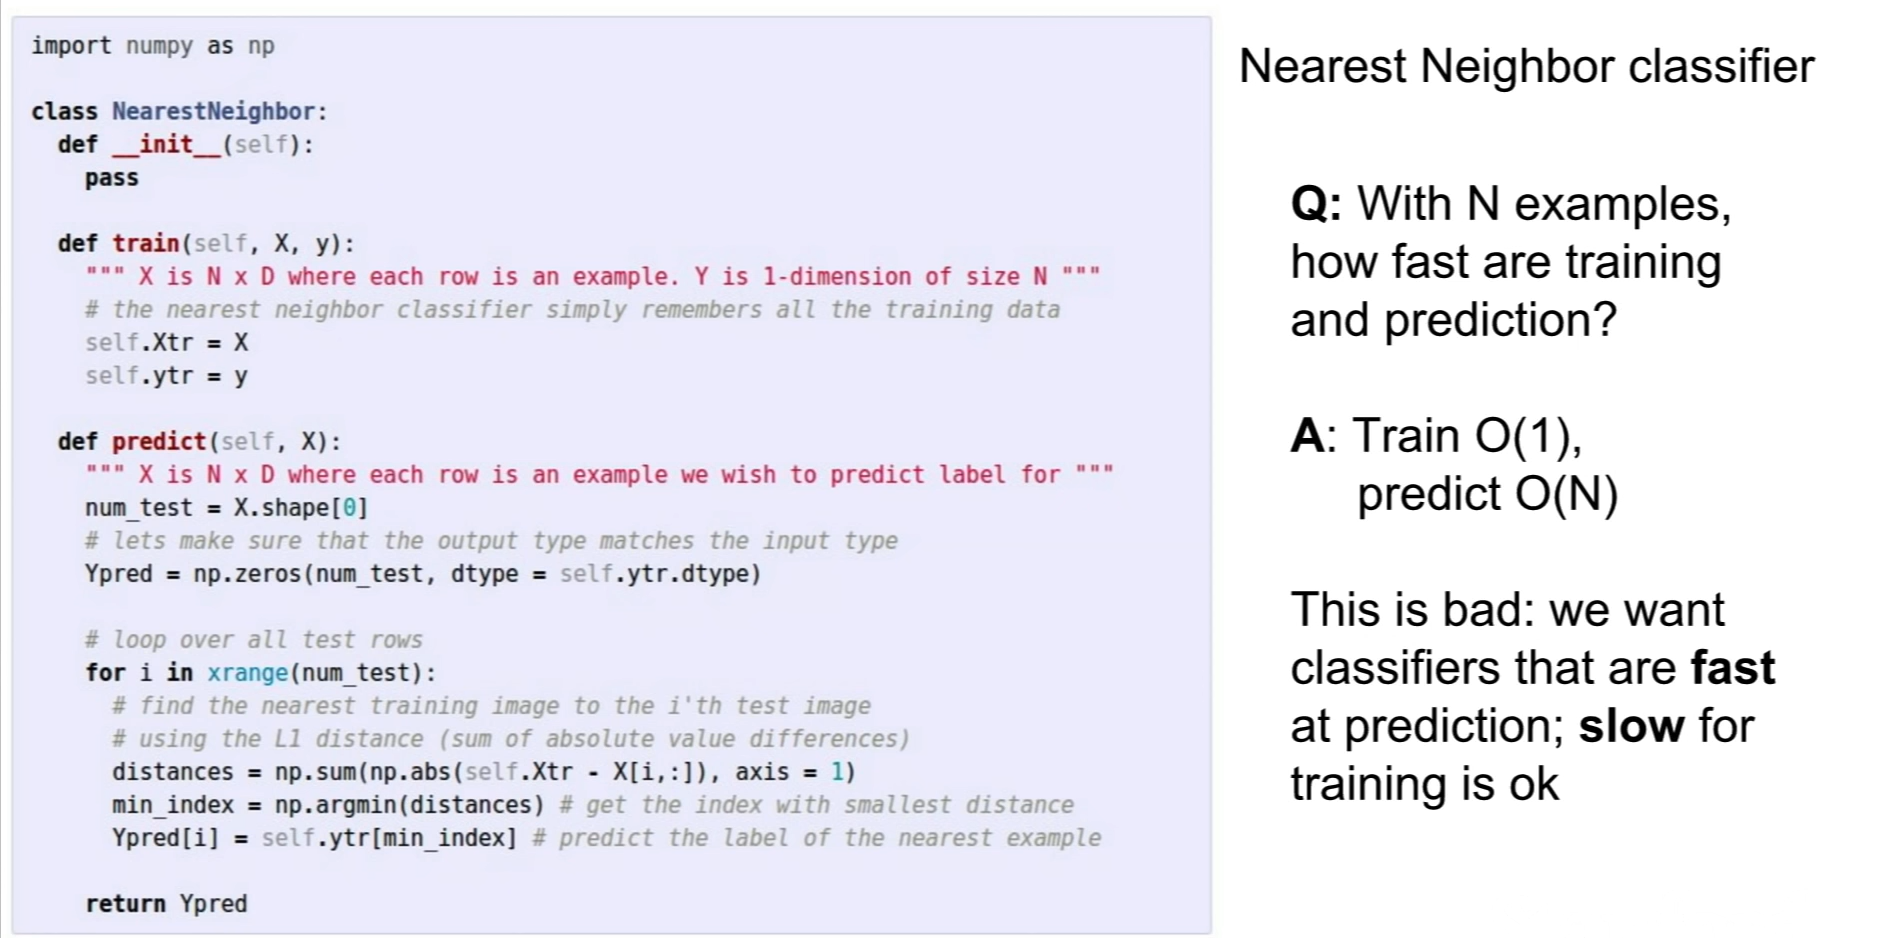 import numpy as np
class NearestNeighbor:
def __init__(self):
pass
def train(self, X, y):
""" X is N x D where each row is an example. Y is 1-dimension of size N """
# the nearest neighbor classifier simply remembers all the training data
self.Xtr = X
self.ytr = y
def predict(self, X):
""" X is N x D where each row is an example we wish to predict label for """
num_test = X.shape[0]
# lets make sure that the output type matches the input type
Ypred = np.zeros(num_test, dtype = self.ytr.dtype)
# loop over all test rows
for i in xrange(num_test):
# find the nearest training image to the i'th test image
# using the L1 distance (sum of absolute value differences)
distances = np.sum(np.abs(self.Xtr - X[i,:]), axis = 1)
min_index = np.argmin(distances) # get the index with smallest distance
Ypred[i] = self.ytr[min_index] # predict the label of the nearest example
return Ypred
Nearest Neighbor classifier
Q: With N examples,
how fast are training
and prediction?
A: Train O(1),
predict O(N)
This is bad: we want
classifiers that are fast
at prediction; slow for
training is ok